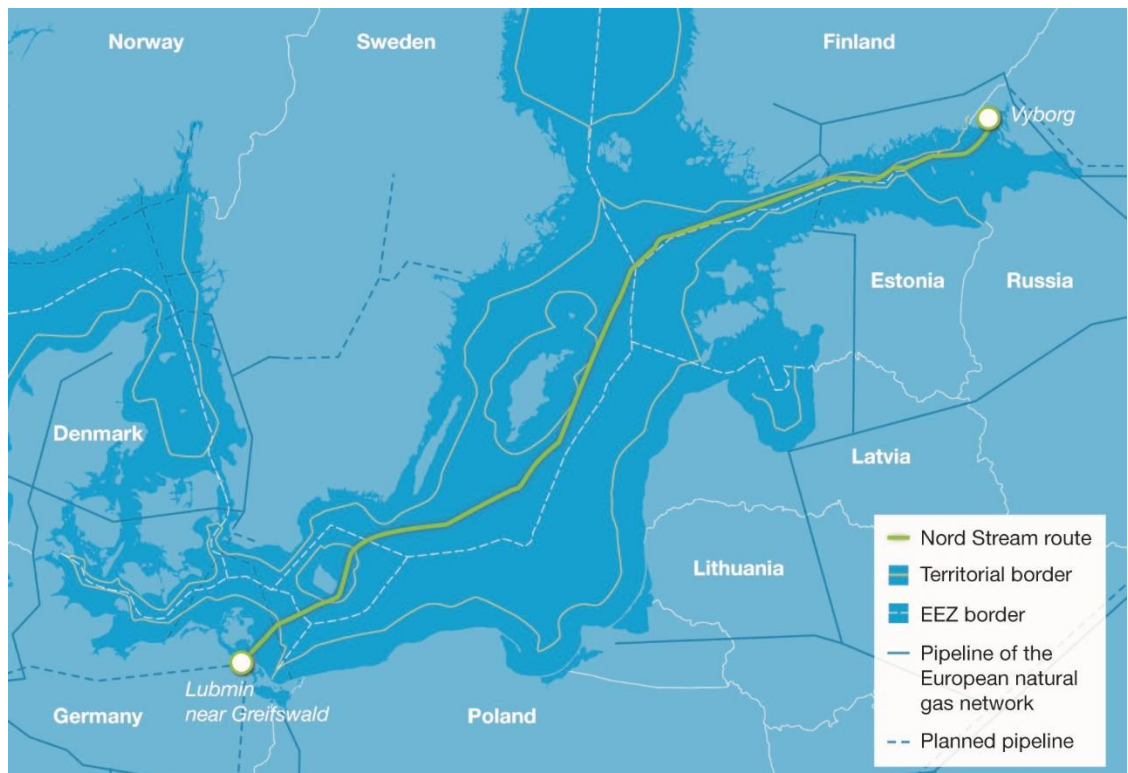 Norway
Sweden
Finland
Vyborg
Estonia
Russia
Denmark
Latvia
Lithuania
Lubmin
near Greifswald
Germany
Poland
Nord Stream route
Territorial border
EEZ border
Pipeline of the
European natural
gas network
Planned pipeline